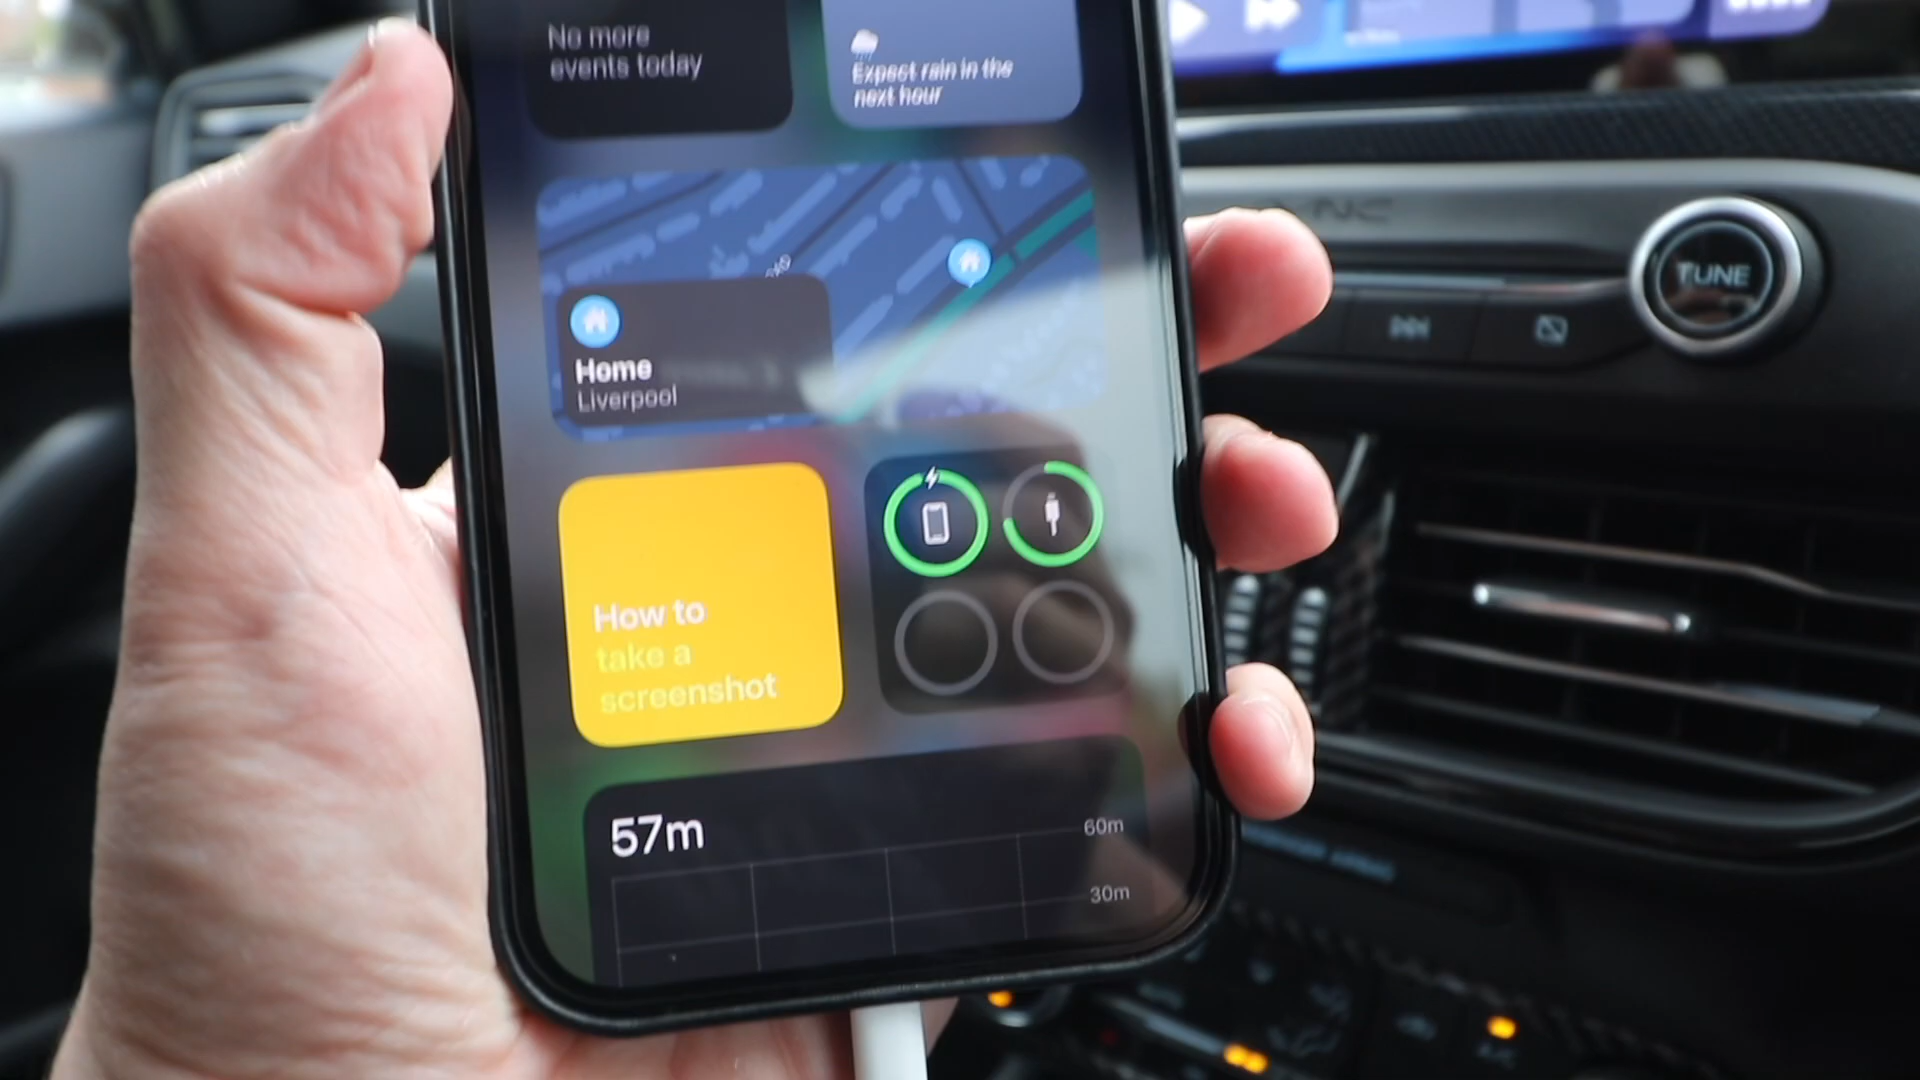 No more
events today
Expect rain in the
next hour
Home
Liverpool
How to
take a
screenshot
57m
60m
30m
TUNE